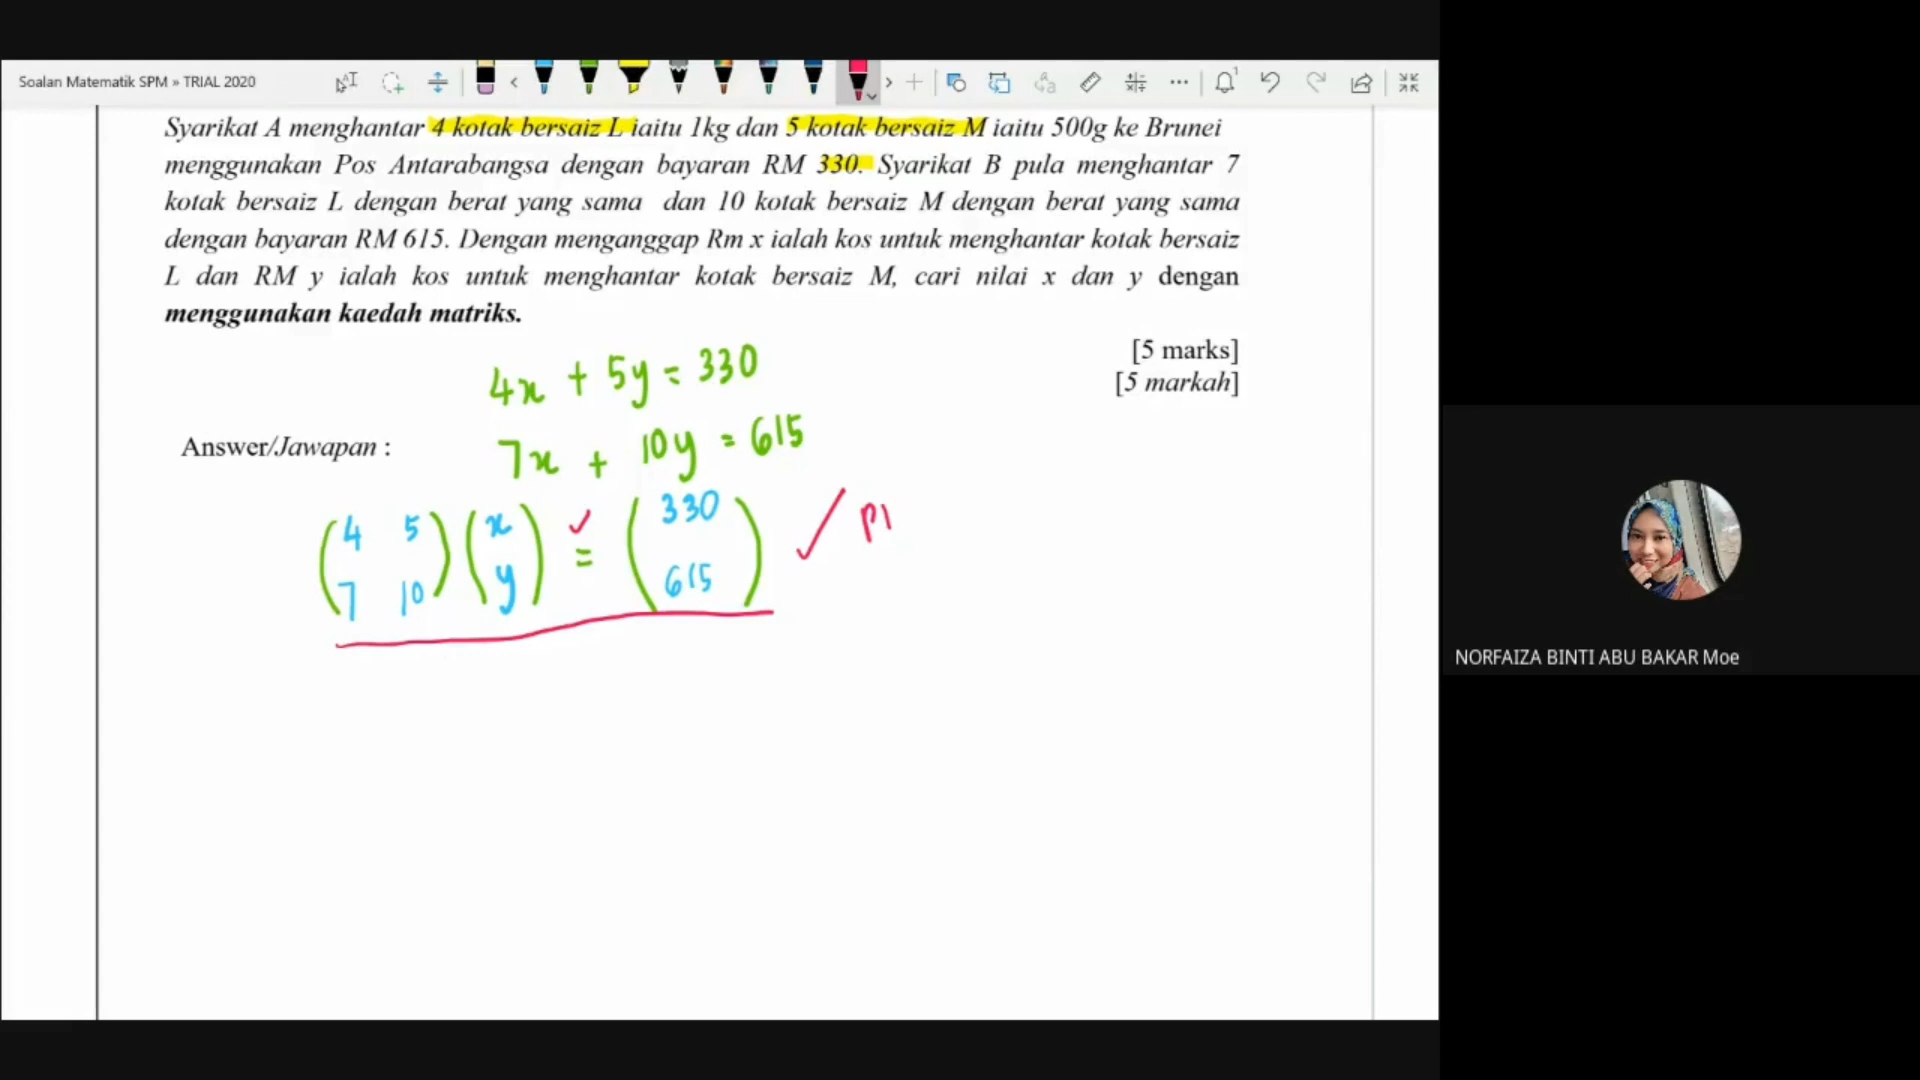 Soalan Matematik SPM » TRIAL 2020
Syarikat A menghantar 4 kotak bersaiz L iaitu 1kg dan 5 kotak bersaiz M iaitu 500g ke Brunei
menggunakan Pos Antarabangsa dengan bayaran RM 330. Syarikat B pula menghantar 7
kotak bersaiz L dengan berat yang sama dan 10 kotak bersaiz M dengan berat yang sama
dengan bayaran RM 615. Dengan menganggap Rm x ialah kos untuk menghantar kotak bersaiz
L dan RM y ialah kos untuk menghantar kotak bersaiz M, cari nilai x dan y dengan
menggunakan kaedah matriks.
[5 marks]
[5 markah]
4x + 5y = 330
Answer/Jawapan :
7x + 10y = 615
(4 5) (x) = (330) ✓ P1
(7 10) (y) (615)
NORFAIZA BINTI ABU BAKAR Moe